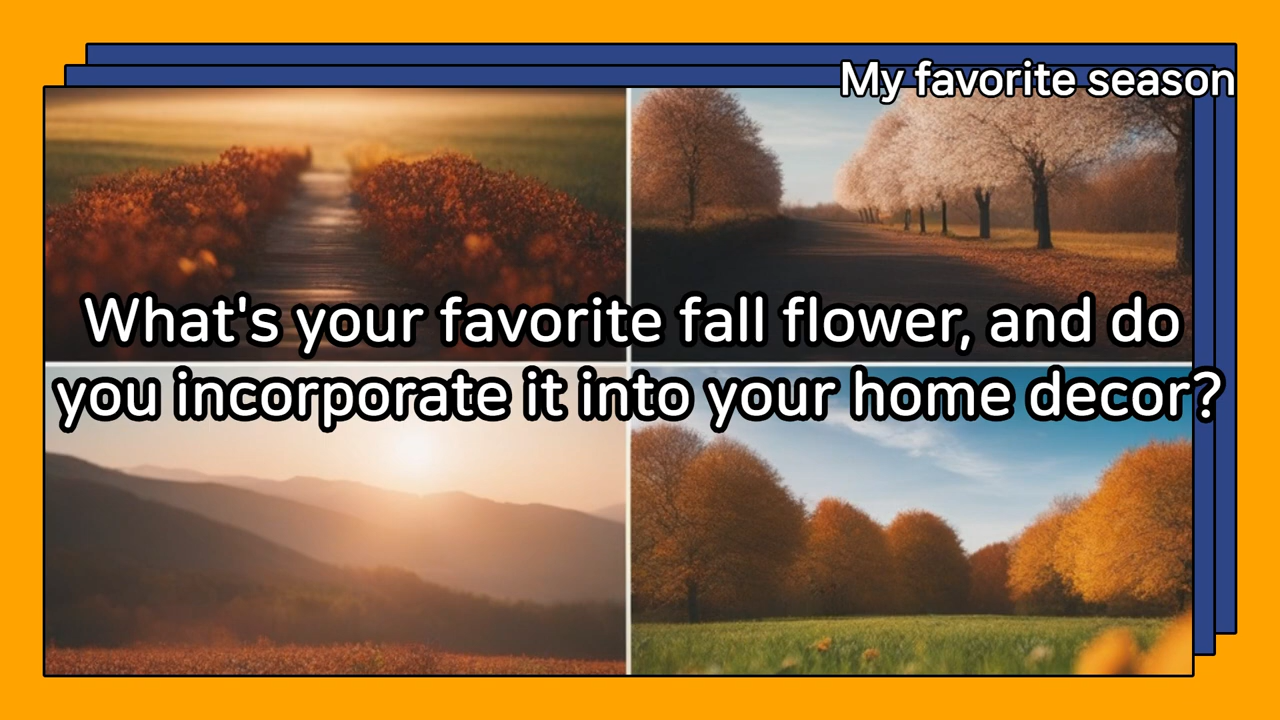 My favorite season
What's your favorite fall flower, and do
you incorporate it into your home decor?